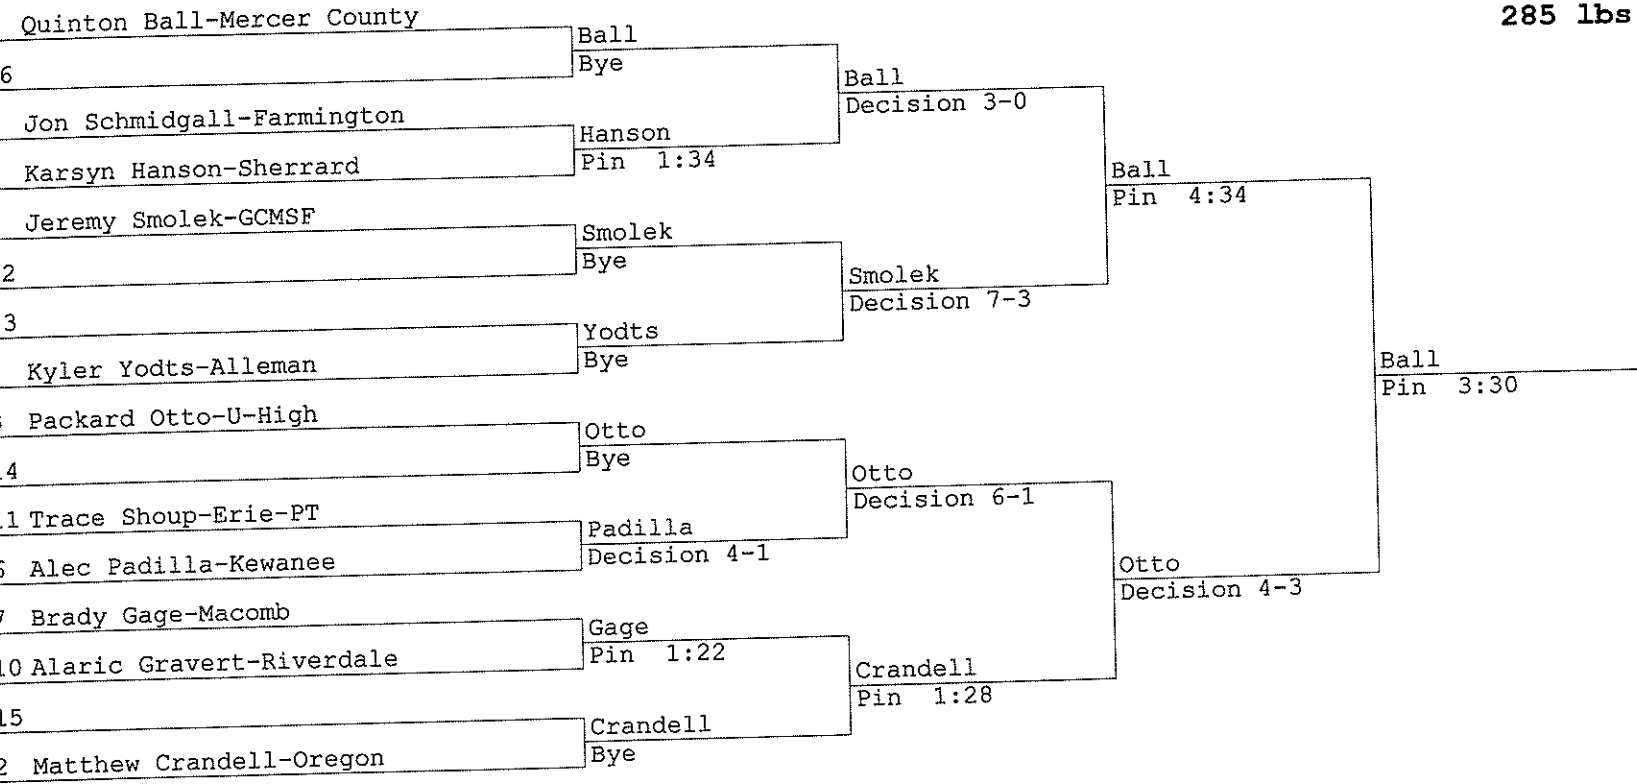 285 lbs
Quinton Ball-Mercer County
Ball
6
Bye
Ball
Decision 3-0
Jon Schmidgall-Farmington
Hanson
Karsyn Hanson-Sherrard
Pin 1:34
Ball
Pin 4:34
Jeremy Smolek-GCMSF
Smolek
2
Bye
Smolek
Decision 7-3
3
Yodts
Kyler Yodts-Alleman
Bye
Ball
Pin 3:30
Packard Otto-U-High
Otto
14
Bye
Otto
Decision 6-1
11 Trace Shoup-Erie-PT
Padilla
6 Alec Padilla-Kewanee
Decision 4-1
Otto
Decision 4-3
7 Brady Gage-Macomb
Gage
10 Alaric Gravert-Riverdale
Pin 1:22
Crandell
Pin 1:28
15
Crandell
2 Matthew Crandell-Oregon
Bye